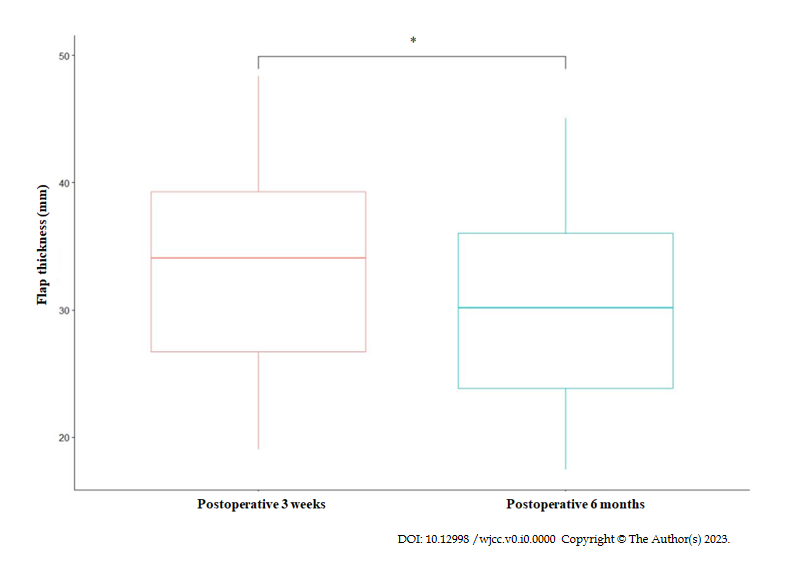 *
50
40
30
20
Flap thickness (mm)
Postoperative 3 weeks
Postoperative 6 months
DOI: 10.12998 /wjcc.v0.i0.0000 Copyright © The Author(s) 2023.